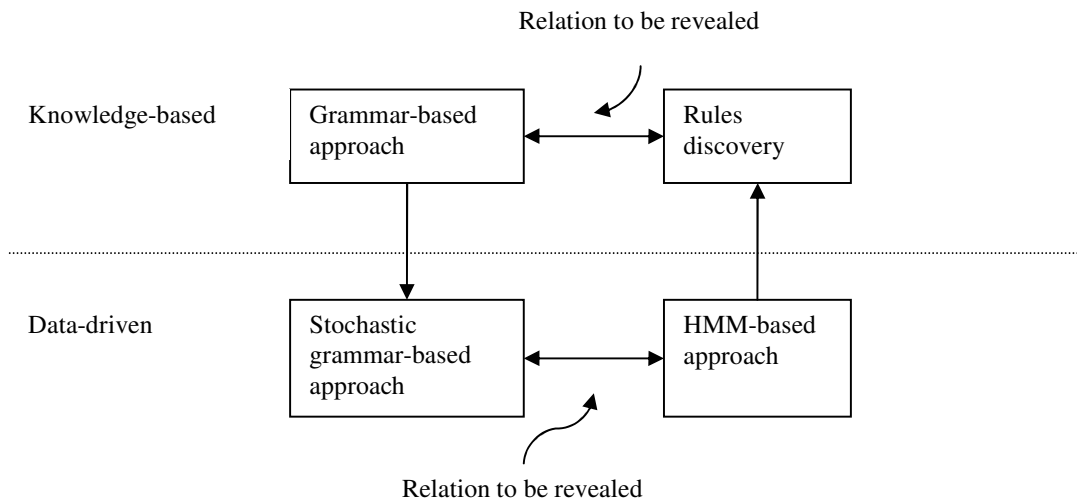 Relation to be revealed
Knowledge-based
Grammar-based
approach
Rules
discovery
Data-driven
Stochastic
grammar-based
approach
HMM-based
approach
Relation to be revealed